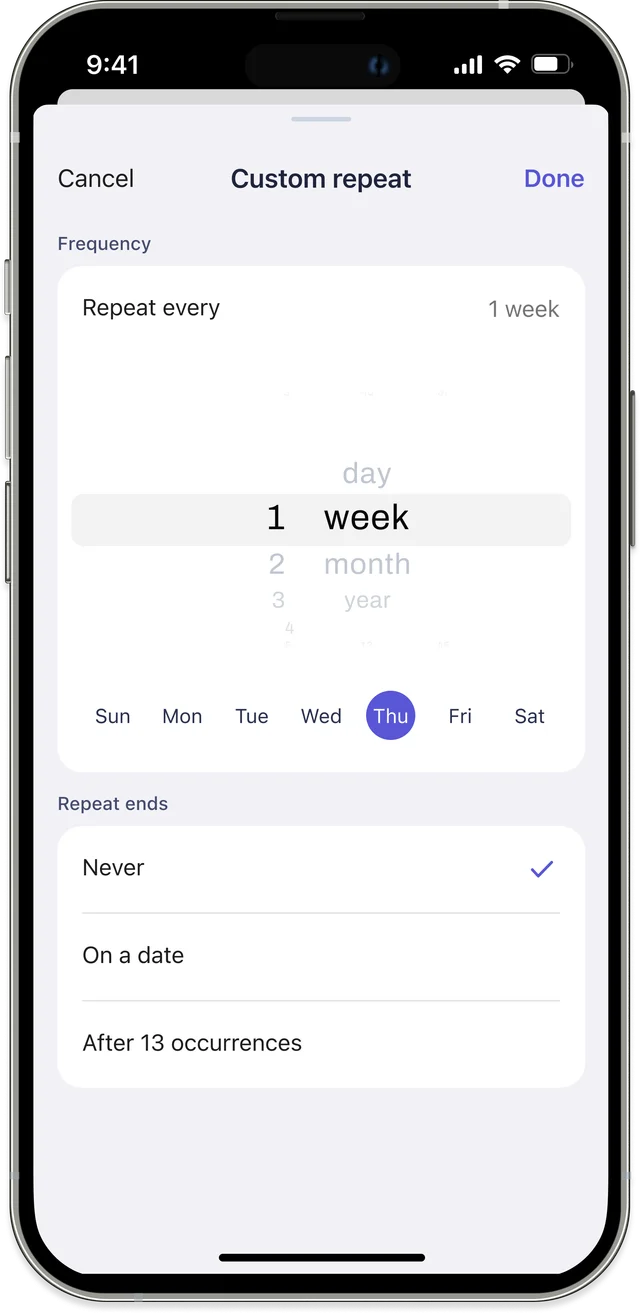 9:41
Cancel Custom repeat Done
Frequency
Repeat every 1 week
day
1 week
2 month
3 year
4
Sun Mon Tue Wed Thu Fri Sat
Repeat ends
Never
On a date
After 13 occurrences